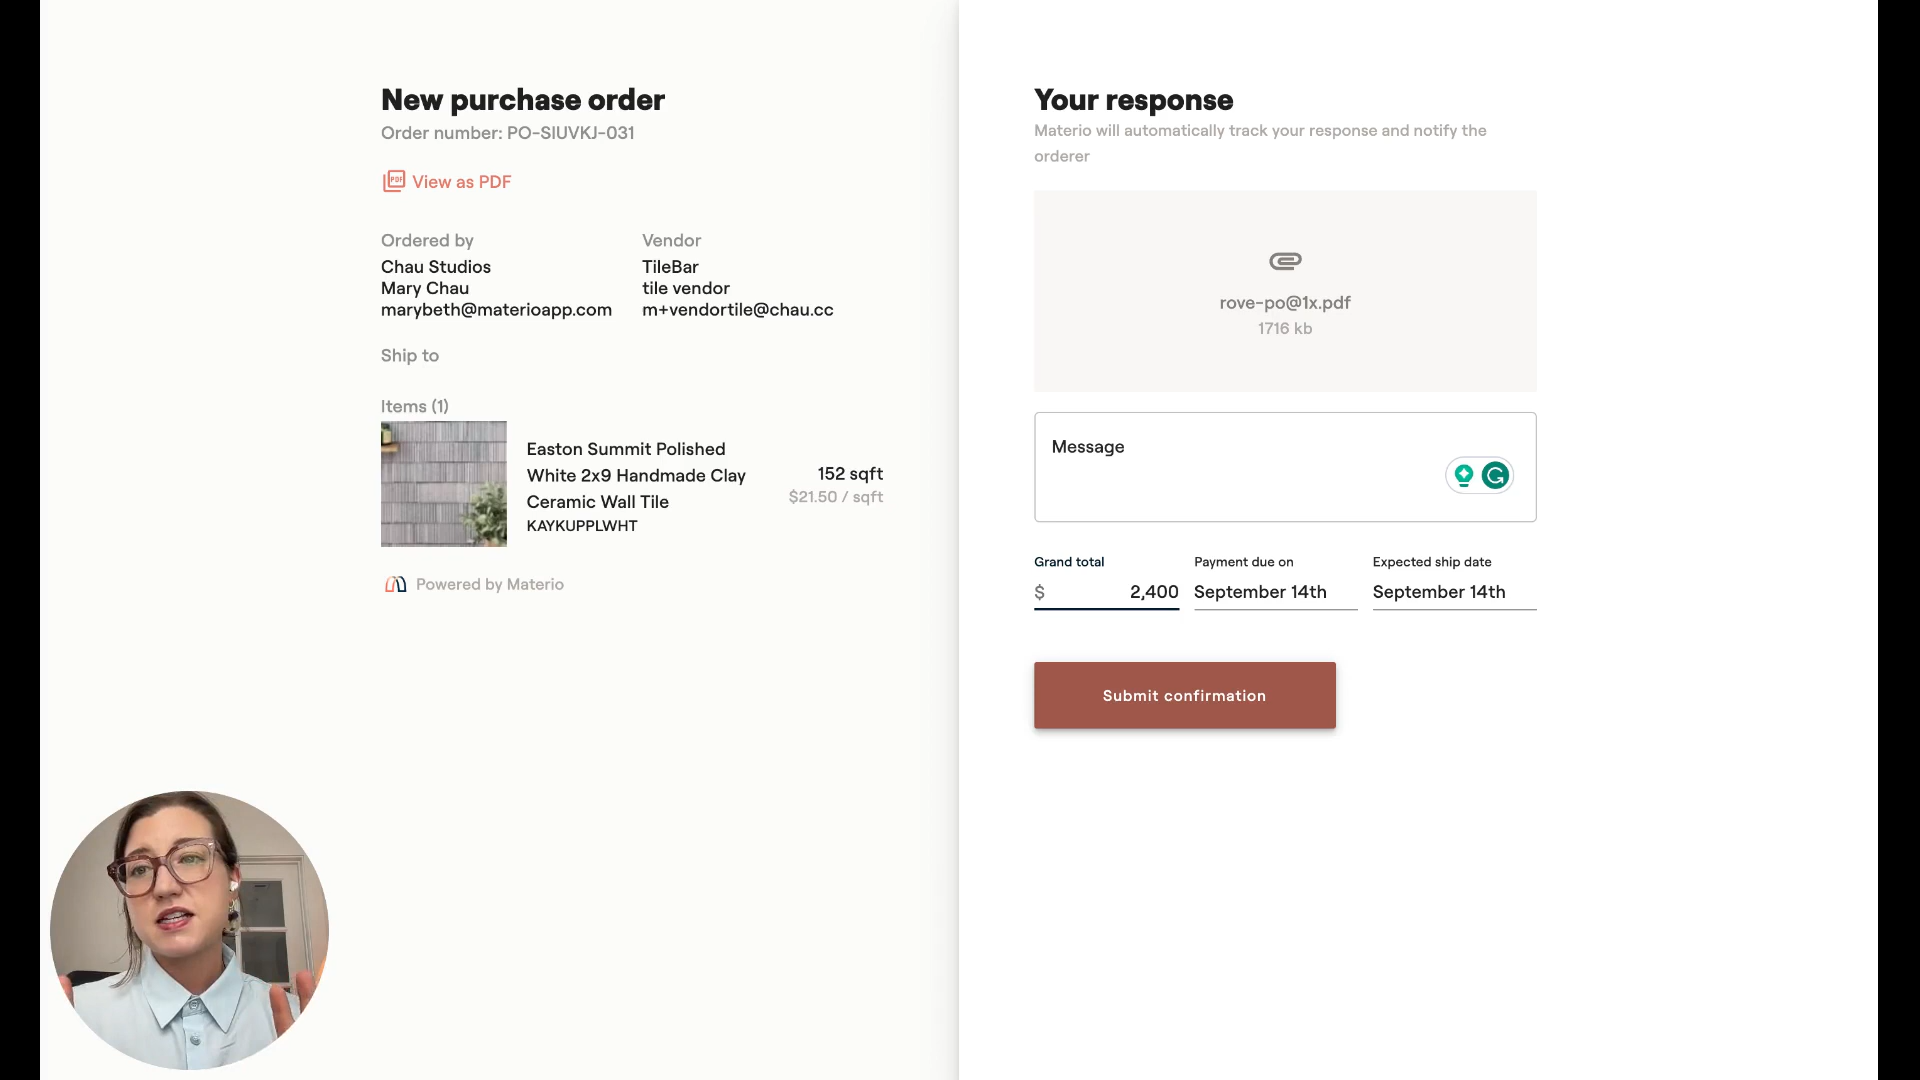 New purchase order
Order number: PO-SIUVKJ-031
PDF View as PDF
Ordered by
Chau Studios
Mary Chau
marybeth@materioapp.com
Vendor
TileBar
tile vendor
m+vendortile@chau.cc
Ship to
Items (1)
Easton Summit Polished
White 2x9 Handmade Clay
Ceramic Wall Tile
KAYKUPPLWHT
152 sqft
$21.50 / sqft
Powered by Materio
Your response
Materio will automatically track your response and notify the
orderer
rove-po@1x.pdf
1716 kb
Message
Grand total
$ 2,400
Payment due on
September 14th
Expected ship date
September 14th
Submit confirmation